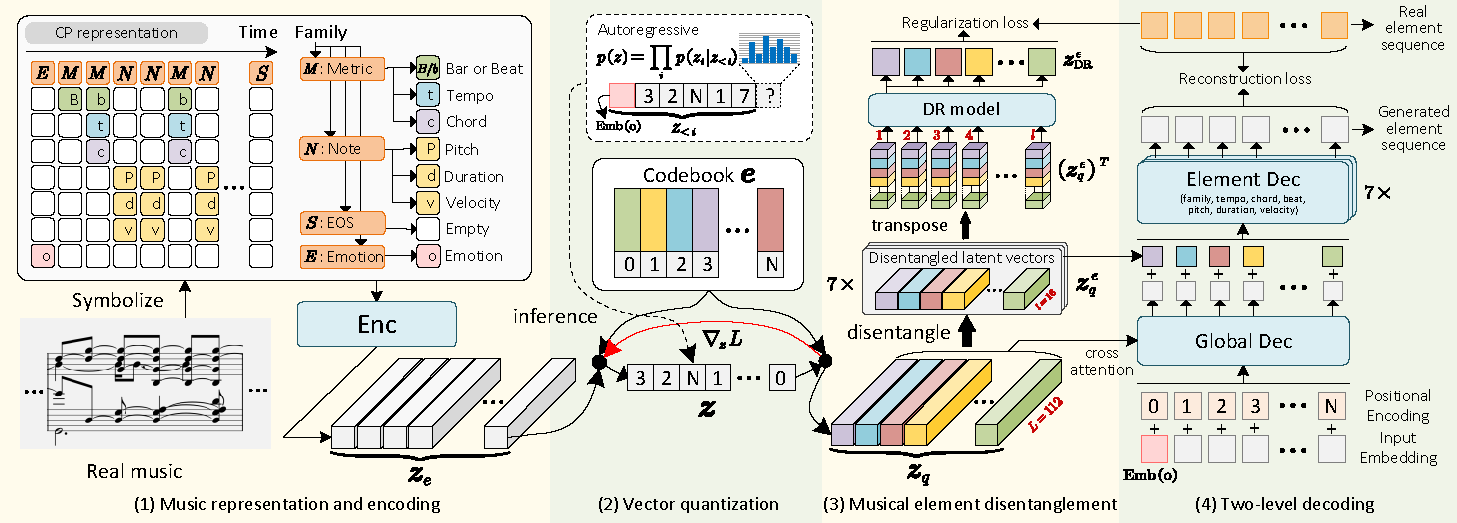 CP representation
Time
Family
E M M N N M N S
B b b
t t
c c
P P P
d d d
v v v
...
o
M: Metric
N: Note
S: EOS
E: Emotion
B/b Bar or Beat
t Tempo
c Chord
P Pitch
d Duration
v Velocity
Empty
o Emotion
Symbolize
Enc
... ...
Real music
...
z_e
(1) Music representation and encoding
Autoregressive
p(z) = ∏_i p(z_i|z_{<i})
3 2 N 1 7 ?
Emb(o)
z_{<i}
Codebook e
...
0 1 2 3 N
inference
∇_z L
3 2 N 1 ... 0
z
(2) Vector quantization
Regularization loss
... z^e_DR
DR model
1 2 3 4 l
... (z^e_q)^T
transpose
Disentangled latent vectors
7× ... l=16 z^e_q
disentangle
... L=112
z_q
(3) Musical element disentanglement
... Real element
sequence
Reconstruction loss
... Generated
element
sequence
Element Dec
{family, tempo, chord, beat,
pitch, duration, velocity}
7×
+ + + + +
...
Global Dec
cross
attention
0 1 2 3 ... N Positional
Encoding
+ + + + +
... Input
Embedding
Emb(o)
(4) Two-level decoding